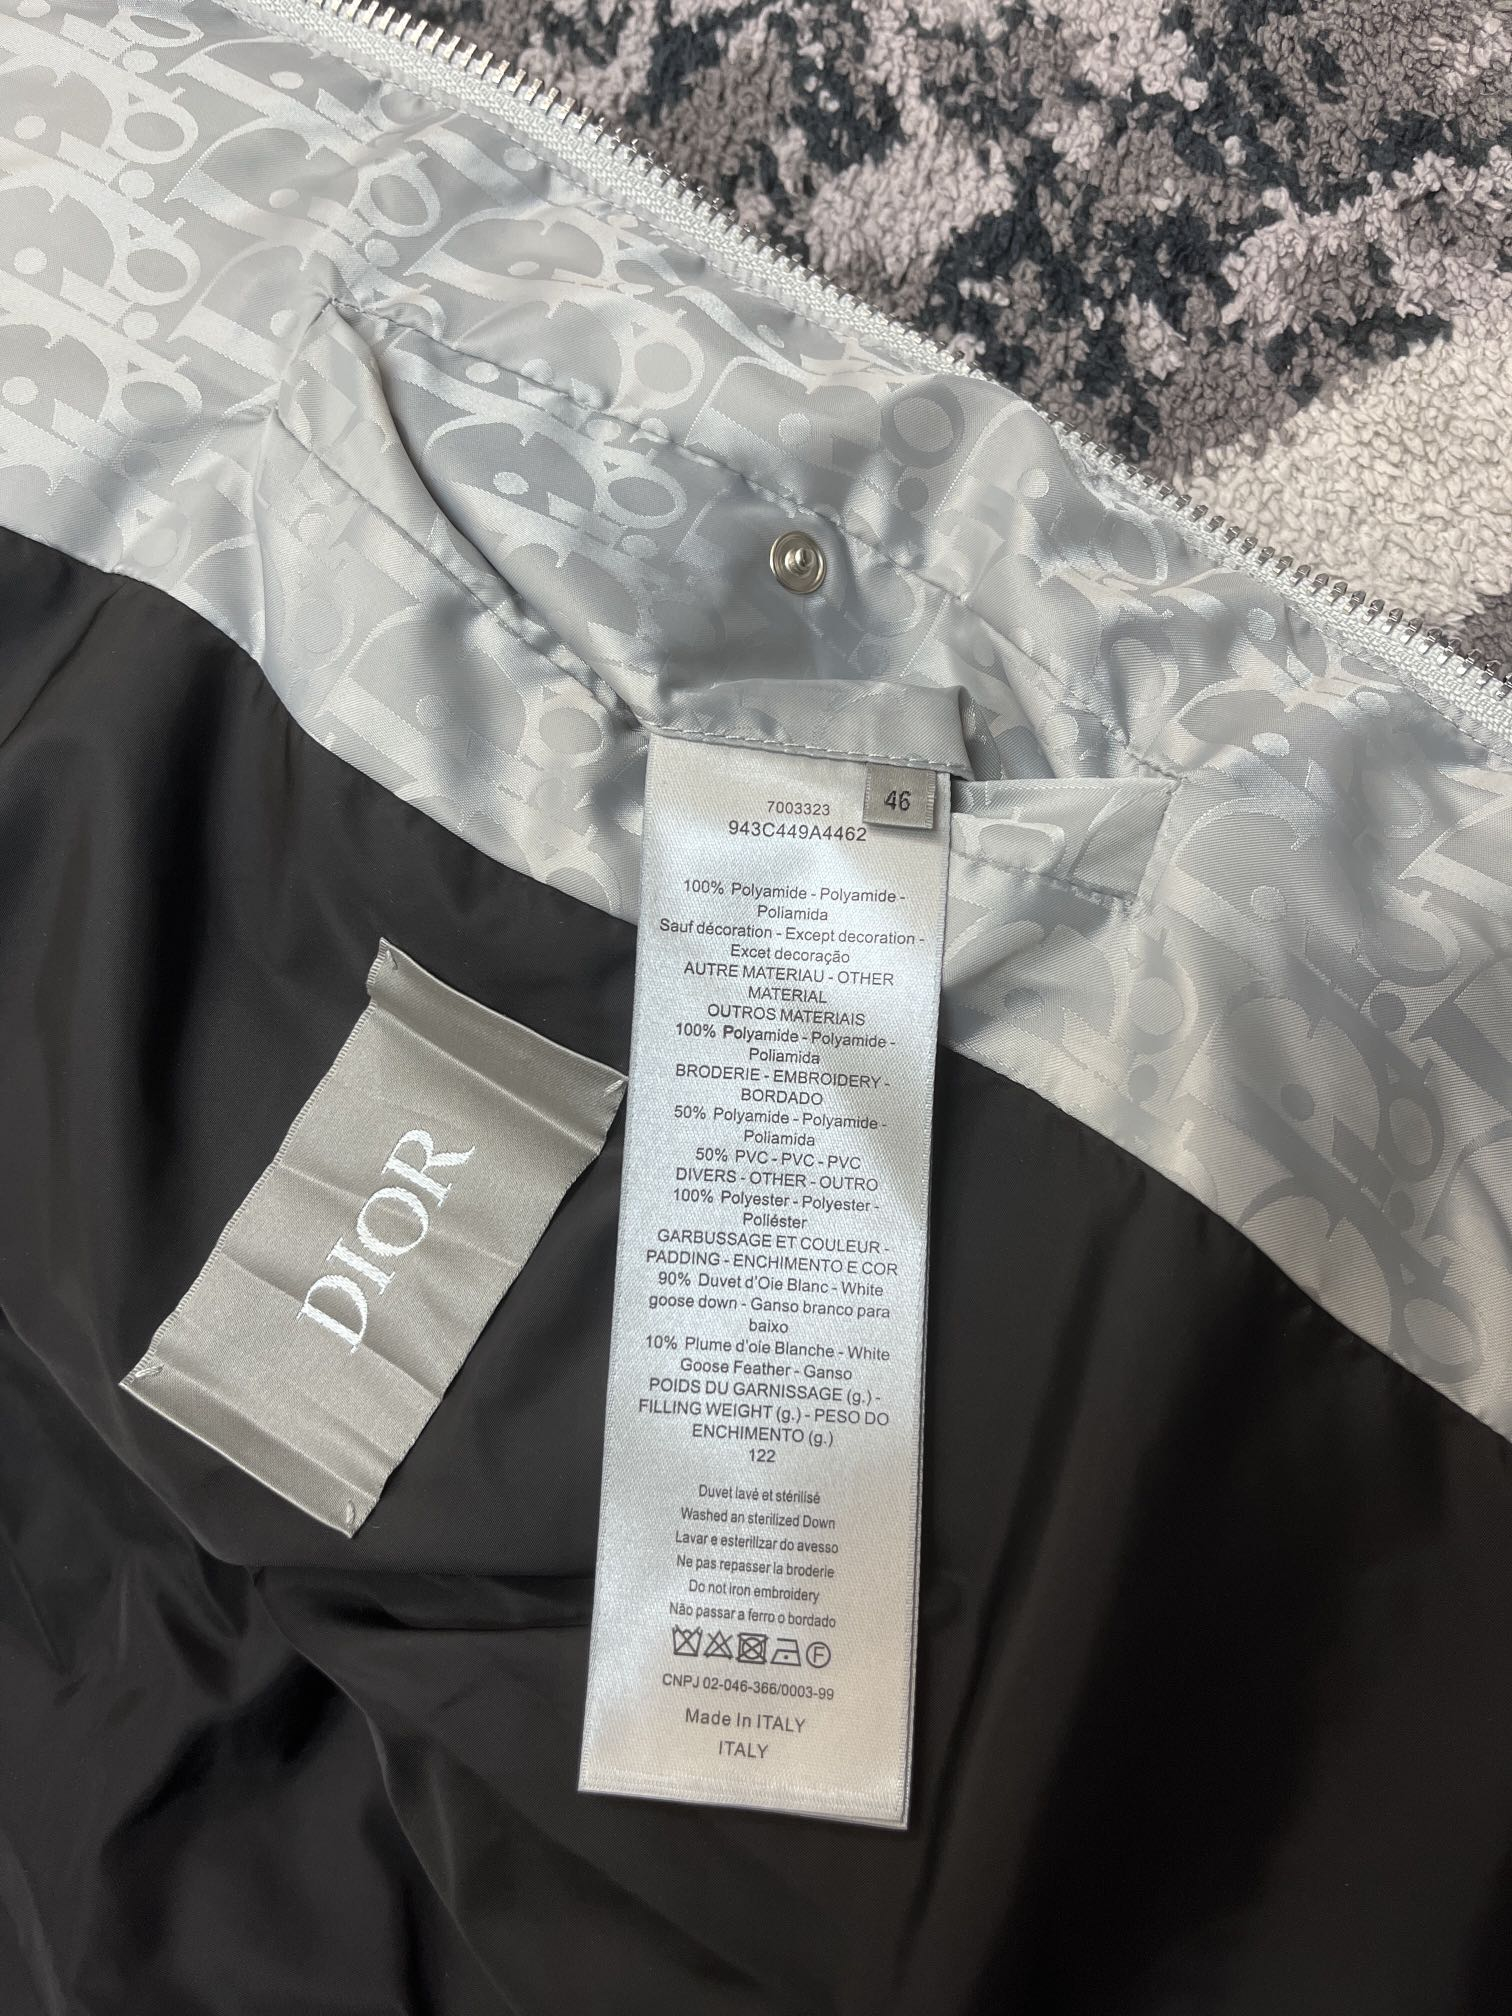 46
7003323
943C449A4462
100% Polyamide - Polyamide -
Poliamida
Sauf décoration - Except decoration -
Excet decoração
AUTRE MATERIAU - OTHER
MATERIAL
OUTROS MATERIAIS
100% Polyamide - Polyamide -
Poliamida
BRODERIE - EMBROIDERY -
BORDADO
50% Polyamide - Polyamide -
Poliamida
50% PVC - PVC - PVC
DIVERS - OTHER - OUTRO
100% Polyester - Polyester -
Poliéster
GARBUSSAGE ET COULEUR -
PADDING - ENCHIMENTO E COR
90% Duvet d'Oie Blanc - White
goose down - Ganso branco para
baixo
10% Plume d'oie Blanche - White
Goose Feather - Ganso
POIDS DU GARNISSAGE (g.) -
FILLING WEIGHT (g.) - PESO DO
ENCHIMENTO (g.)
122
Duvet lavé et stérilisé
Washed an sterilized Down
Lavar e esterilizar do avesso
Ne pas repasser la broderie
Do not iron embroidery
Não passar a ferro o bordado
F
CNPJ 02-046-366/0003-99
Made In ITALY
ITALY
DIOR